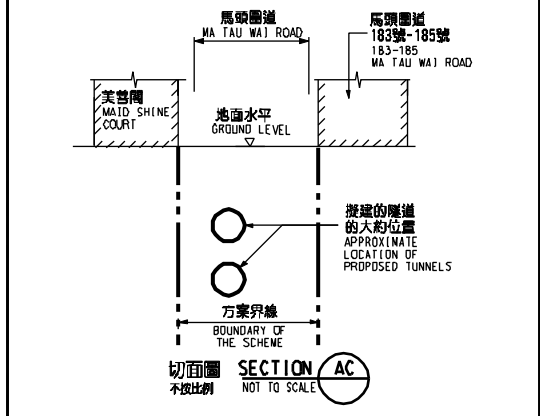 馬頭圍道
MA TAU WAI ROAD
馬頭圍道
183號-185號
183-185
MA TAU WAI ROAD
美善閣
MAID SHINE
COURT
地面水平
GROUND LEVEL
擬建的隧道
的大約位置
APPROXIMATE
LOCATION OF
PROPOSED TUNNELS
方案界線
BOUNDARY OF
THE SCHEME
切面圖 SECTION AC
不按比例 NOT TO SCALE